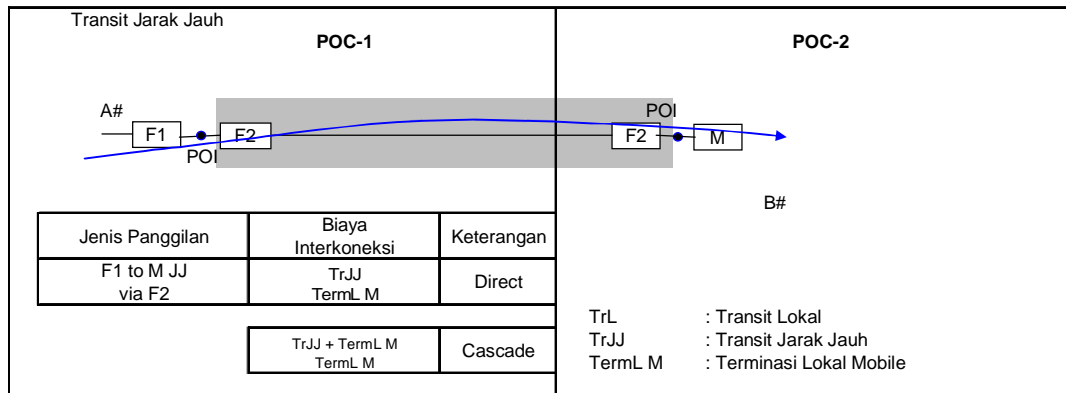 Transit Jarak Jauh
POC-1
POC-2
A#
F1
F2
POI
POI
F2
M
B#
Jenis Panggilan
Biaya
Interkoneksi
Keterangan
F1 to M JJ
via F2
TrJJ
TermL M
Direct
TrJJ + TermL M
TermL M
Cascade
TrL : Transit Lokal
TrJJ : Transit Jarak Jauh
TermL M : Terminasi Lokal Mobile